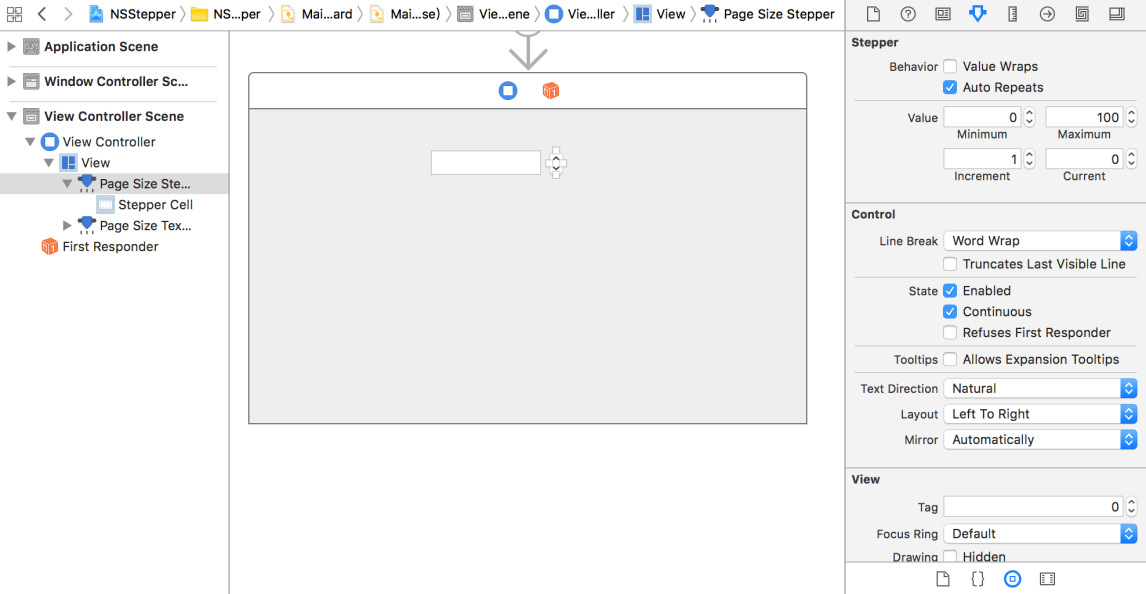 NSStepper NS...per Mai...ard Mai...se) Vie...ene Vie...ller View Page Size Stepper
Application Scene
Window Controller Sc...
View Controller Scene
View Controller
View
Page Size Ste...
Stepper Cell
Page Size Tex...
First Responder
Stepper
Behavior Value Wraps
Auto Repeats
Value 0 100
Minimum Maximum
1 0
Increment Current
Control
Line Break Word Wrap
Truncates Last Visible Line
State Enabled
Continuous
Refuses First Responder
Tooltips Allows Expansion Tooltips
Text Direction Natural
Layout Left To Right
Mirror Automatically
View
Tag 0
Focus Ring Default
Drawing Hidden